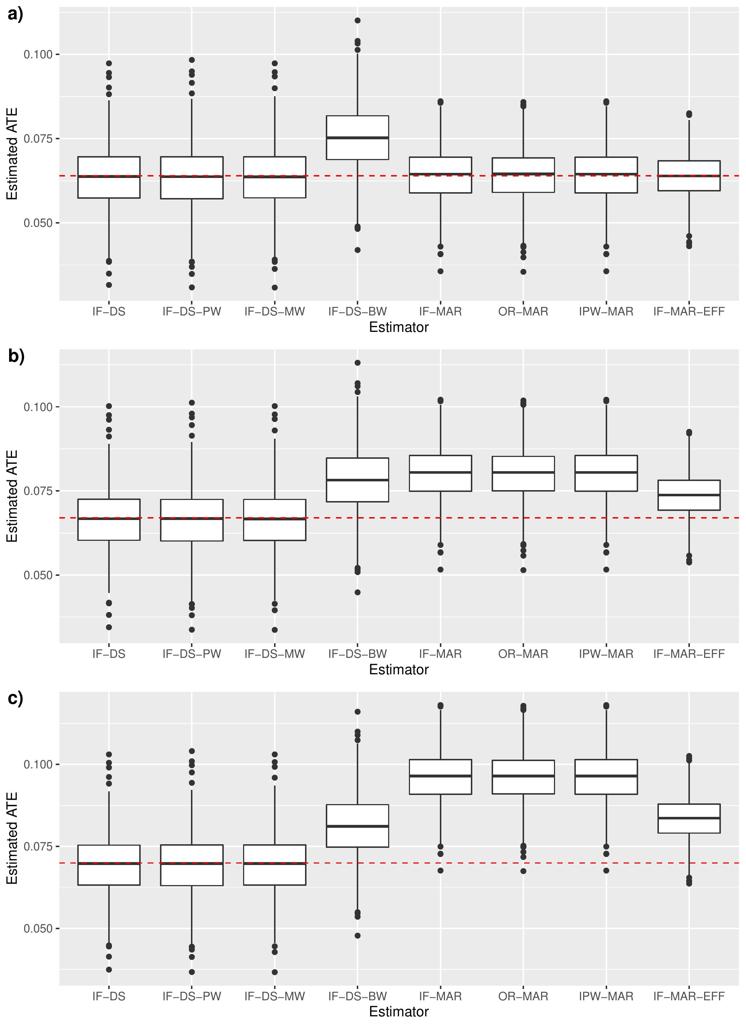 a)
Estimated ATE
0.100
0.075
0.050
IF−DS IF−DS−PW IF−DS−MW IF−DS−BW IF−MAR OR−MAR IPW−MAR IF−MAR−EFF
Estimator
b)
Estimated ATE
0.100
0.075
0.050
IF−DS IF−DS−PW IF−DS−MW IF−DS−BW IF−MAR OR−MAR IPW−MAR IF−MAR−EFF
Estimator
c)
Estimated ATE
0.100
0.075
0.050
IF−DS IF−DS−PW IF−DS−MW IF−DS−BW IF−MAR OR−MAR IPW−MAR IF−MAR−EFF
Estimator